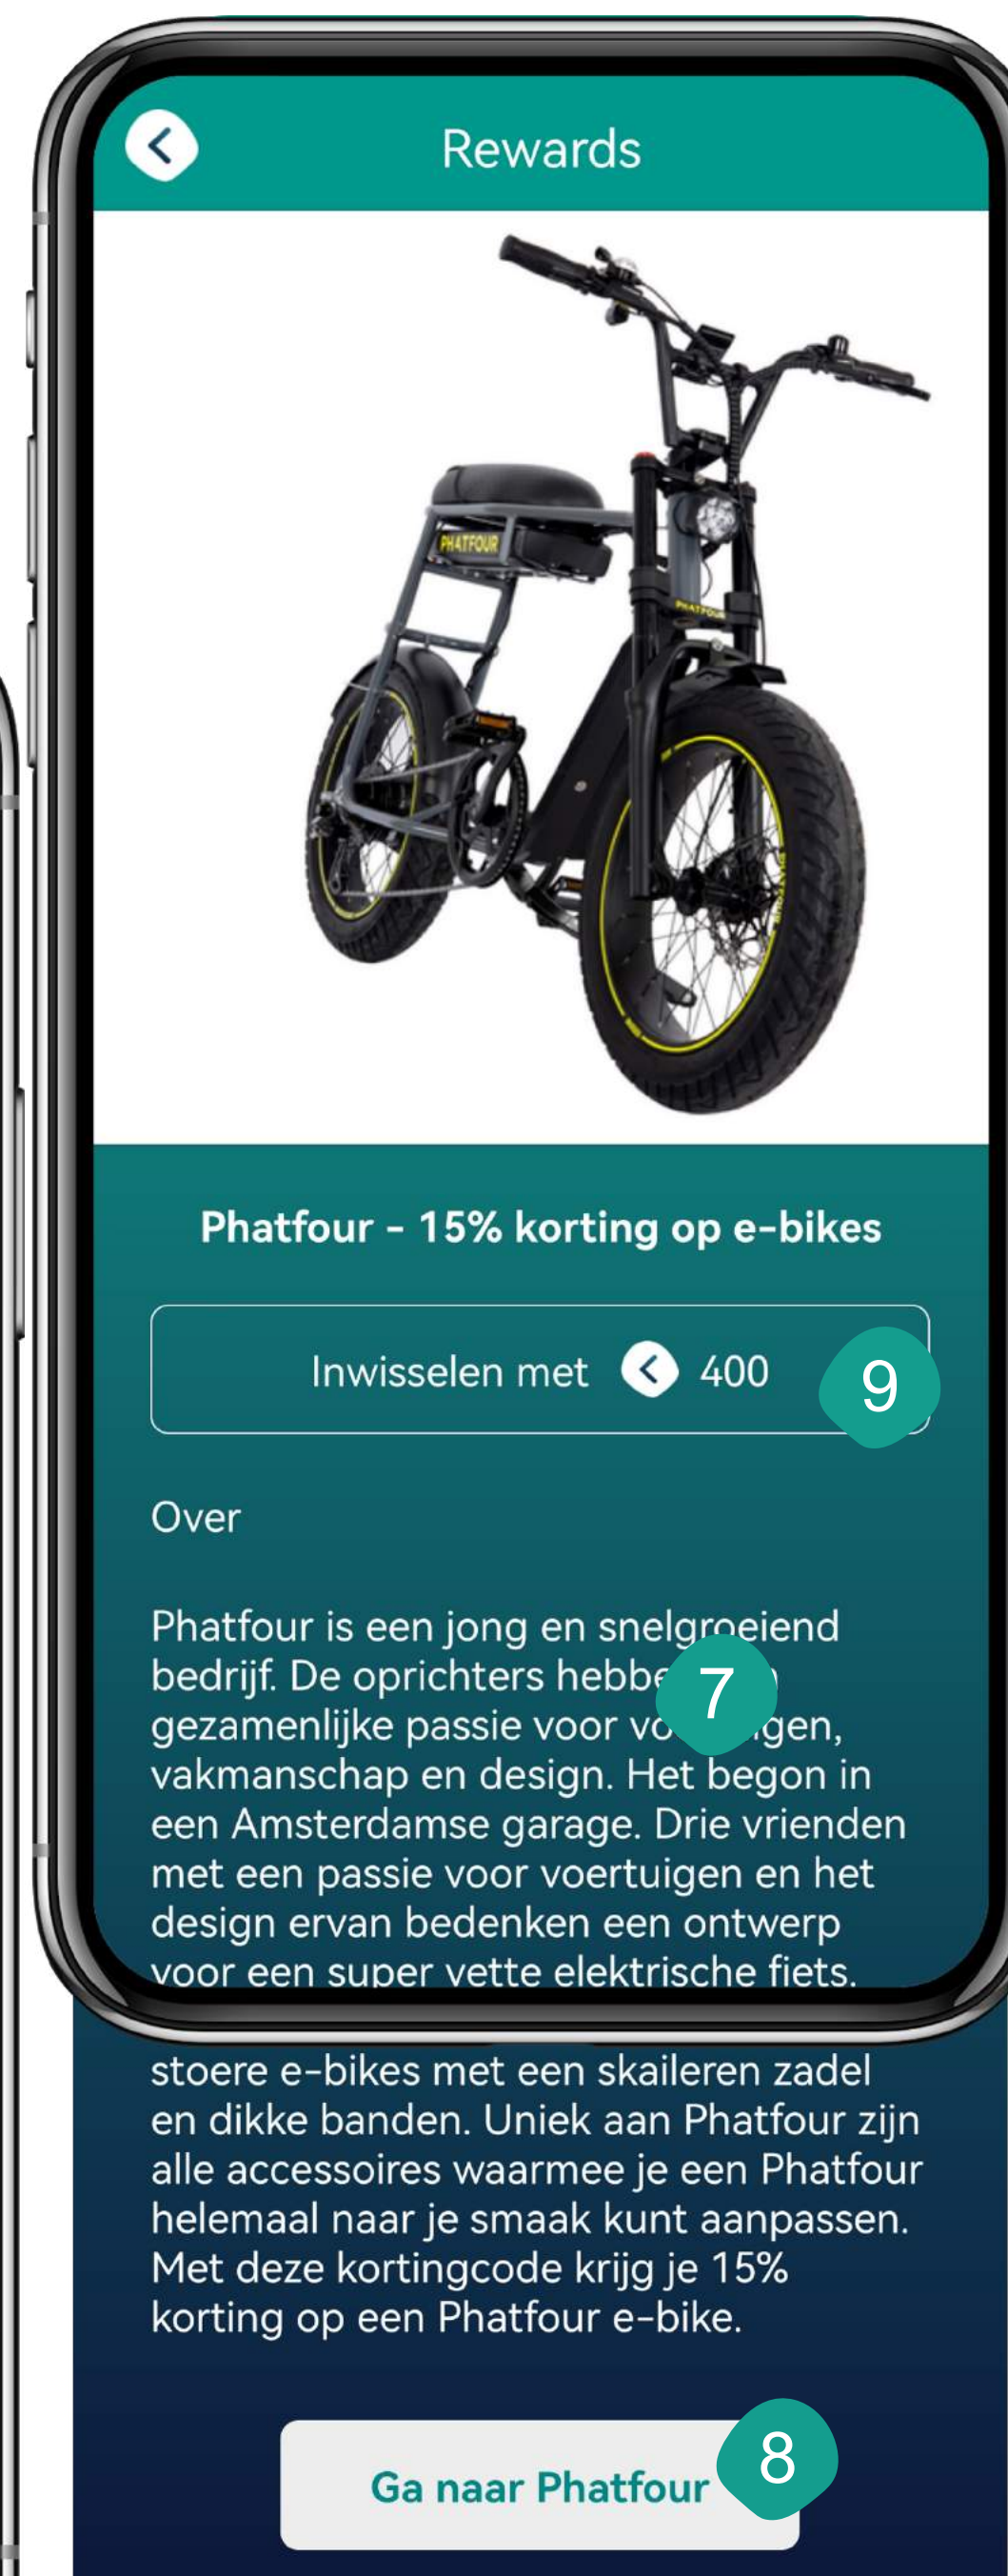 Rewards
PHATFOUR
PHATFOUR
Phatfour - 15% korting op e-bikes
Inwisselen met 400
9
Over
Phatfour is een jong en snelgroeiend
bedrijf. De oprichters
7
gezamenlijke passie voor
vakmanschap en design. Het begon in
een Amsterdamse garage. Drie vrienden
met een passie voor voertuigen en het
design ervan bedenken een ontwerp
voor een super vette elektrische fiets.
stoere e-bikes met een skaileren zadel
en dikke banden. Uniek aan Phatfour zijn
alle accessoires waarmee je een Phatfour
helemaal naar je smaak kunt aanpassen.
Met deze kortingcode krijg je 15%
korting op een Phatfour e-bike.
Ga naar Phatfour
8